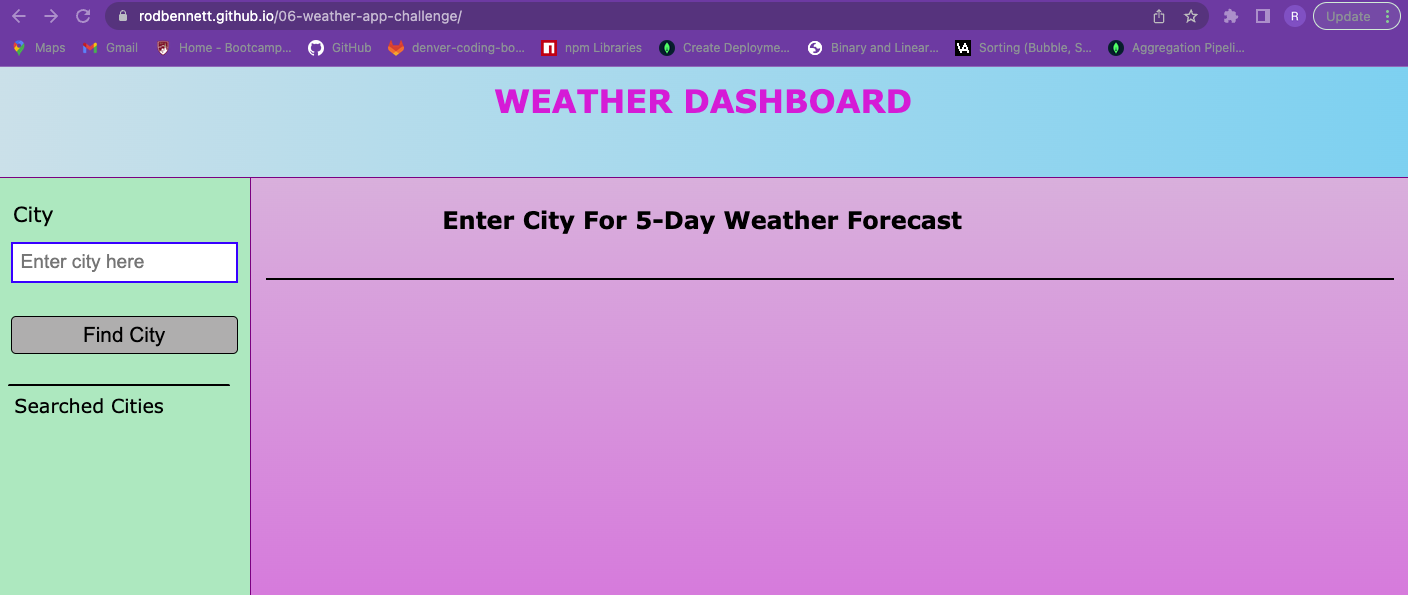 rodbennett.github.io/06-weather-app-challenge/
R
Update
Maps
Gmail
Home - Bootcamp...
GitHub
denver-coding-bo...
npm Libraries
Create Deployme...
Binary and Linear...
Sorting (Bubble, S...
Aggregation Pipeli...
WEATHER DASHBOARD
City
Enter city here
Find City
Searched Cities
Enter City For 5-Day Weather Forecast